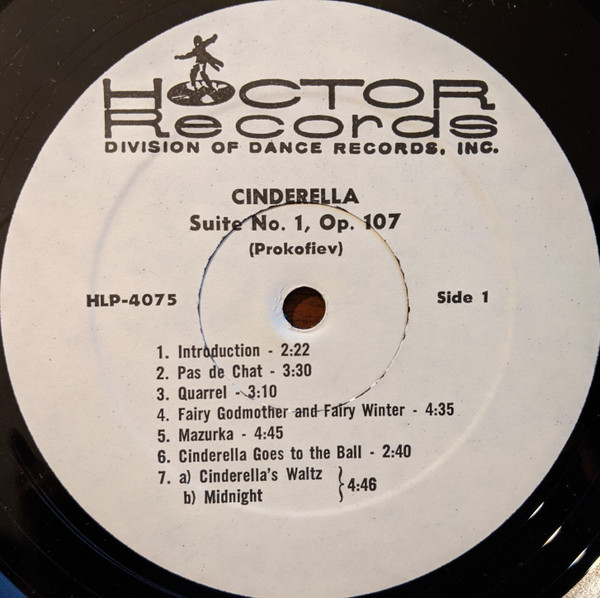 HOCTOR
Records
DIVISION OF DANCE RECORDS, INC.
CINDERELLA
Suite No. 1, Op. 107
(Prokofiev)
HLP-4075 Side 1
1. Introduction - 2:22
2. Pas de Chat - 3:30
3. Quarrel - 3:10
4. Fairy Godmother and Fairy Winter - 4:35
5. Mazurka - 4:45
6. Cinderella Goes to the Ball - 2:40
7. a) Cinderella's Waltz
b) Midnight } 4:46